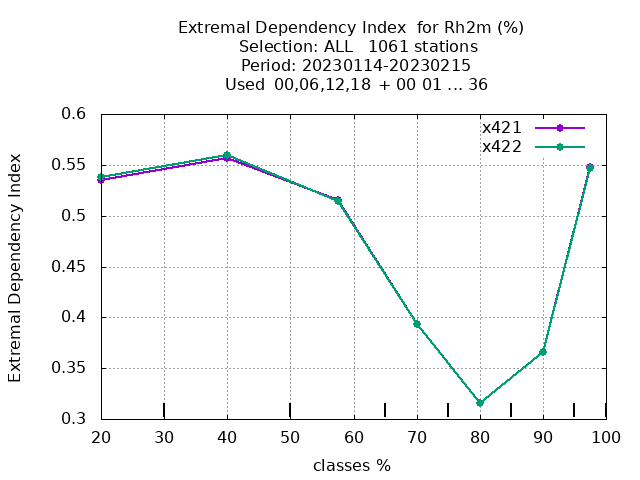 Extremal Dependency Index  for Rh2m (%)
Selection: ALL   1061 stations
Period: 20230114-20230215
Used  00,06,12,18  + 00 01 ... 36
x421
x422
Extremal Dependency Index
0.6
0.55
0.5
0.45
0.4
0.35
0.3
20 30 40 50 60 70 80 90 100
classes %